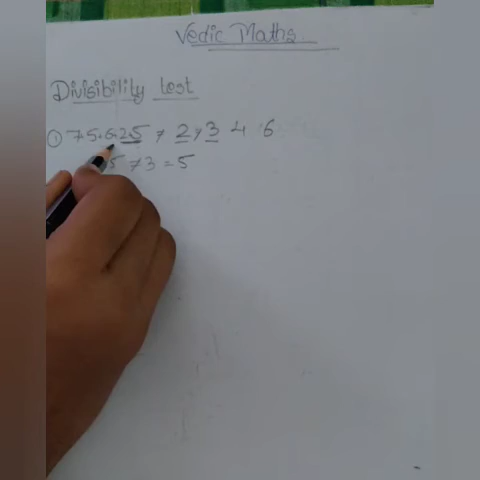 Vedic Maths
Divisibility test
① 75625 ÷ 2, 3 4 6
5 ÷ 3 = 5